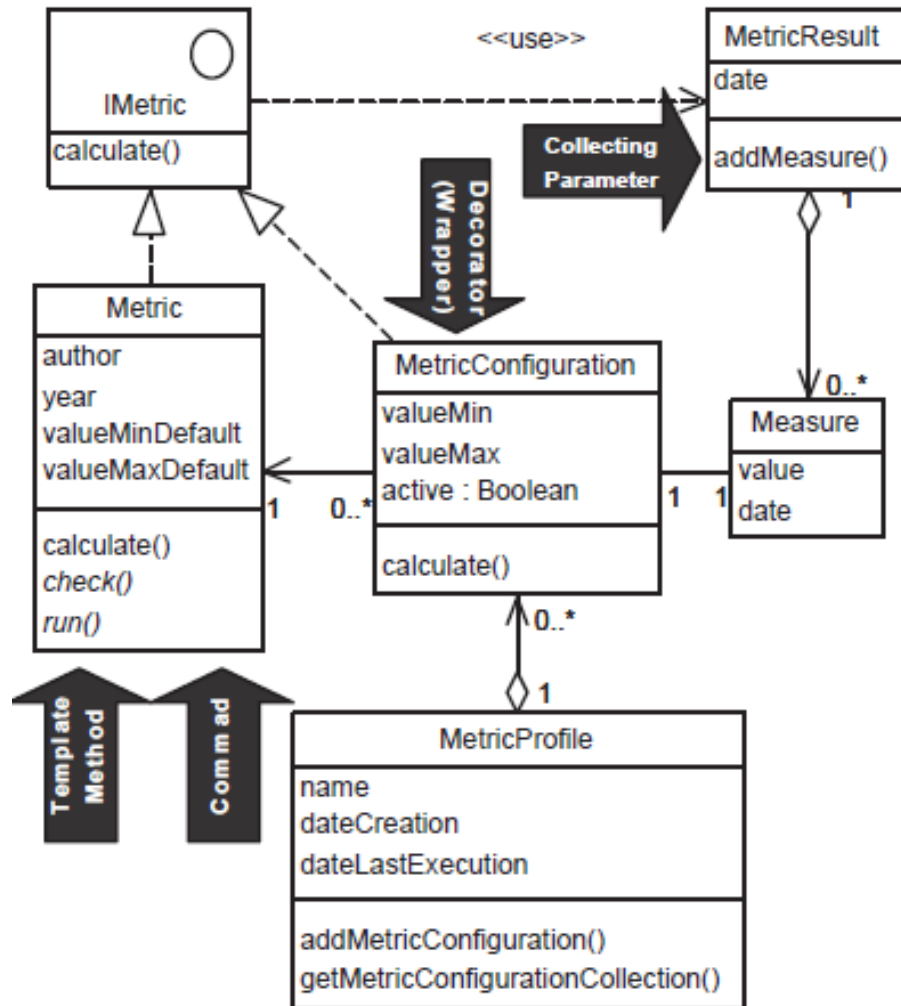 <<use>>
IMetric
calculate()
MetricResult
date
addMeasure()
Collecting
Parameter
Decorator
(Wrapper)
1
0..*
Metric
author
year
valueMinDefault
valueMaxDefault
calculate()
check()
run()
MetricConfiguration
valueMin
valueMax
active : Boolean
calculate()
Measure
value
date
1
0..*
1
1
0..*
1
Template
Method
Commad
MetricProfile
name
dateCreation
dateLastExecution
addMetricConfiguration()
getMetricConfigurationCollection()